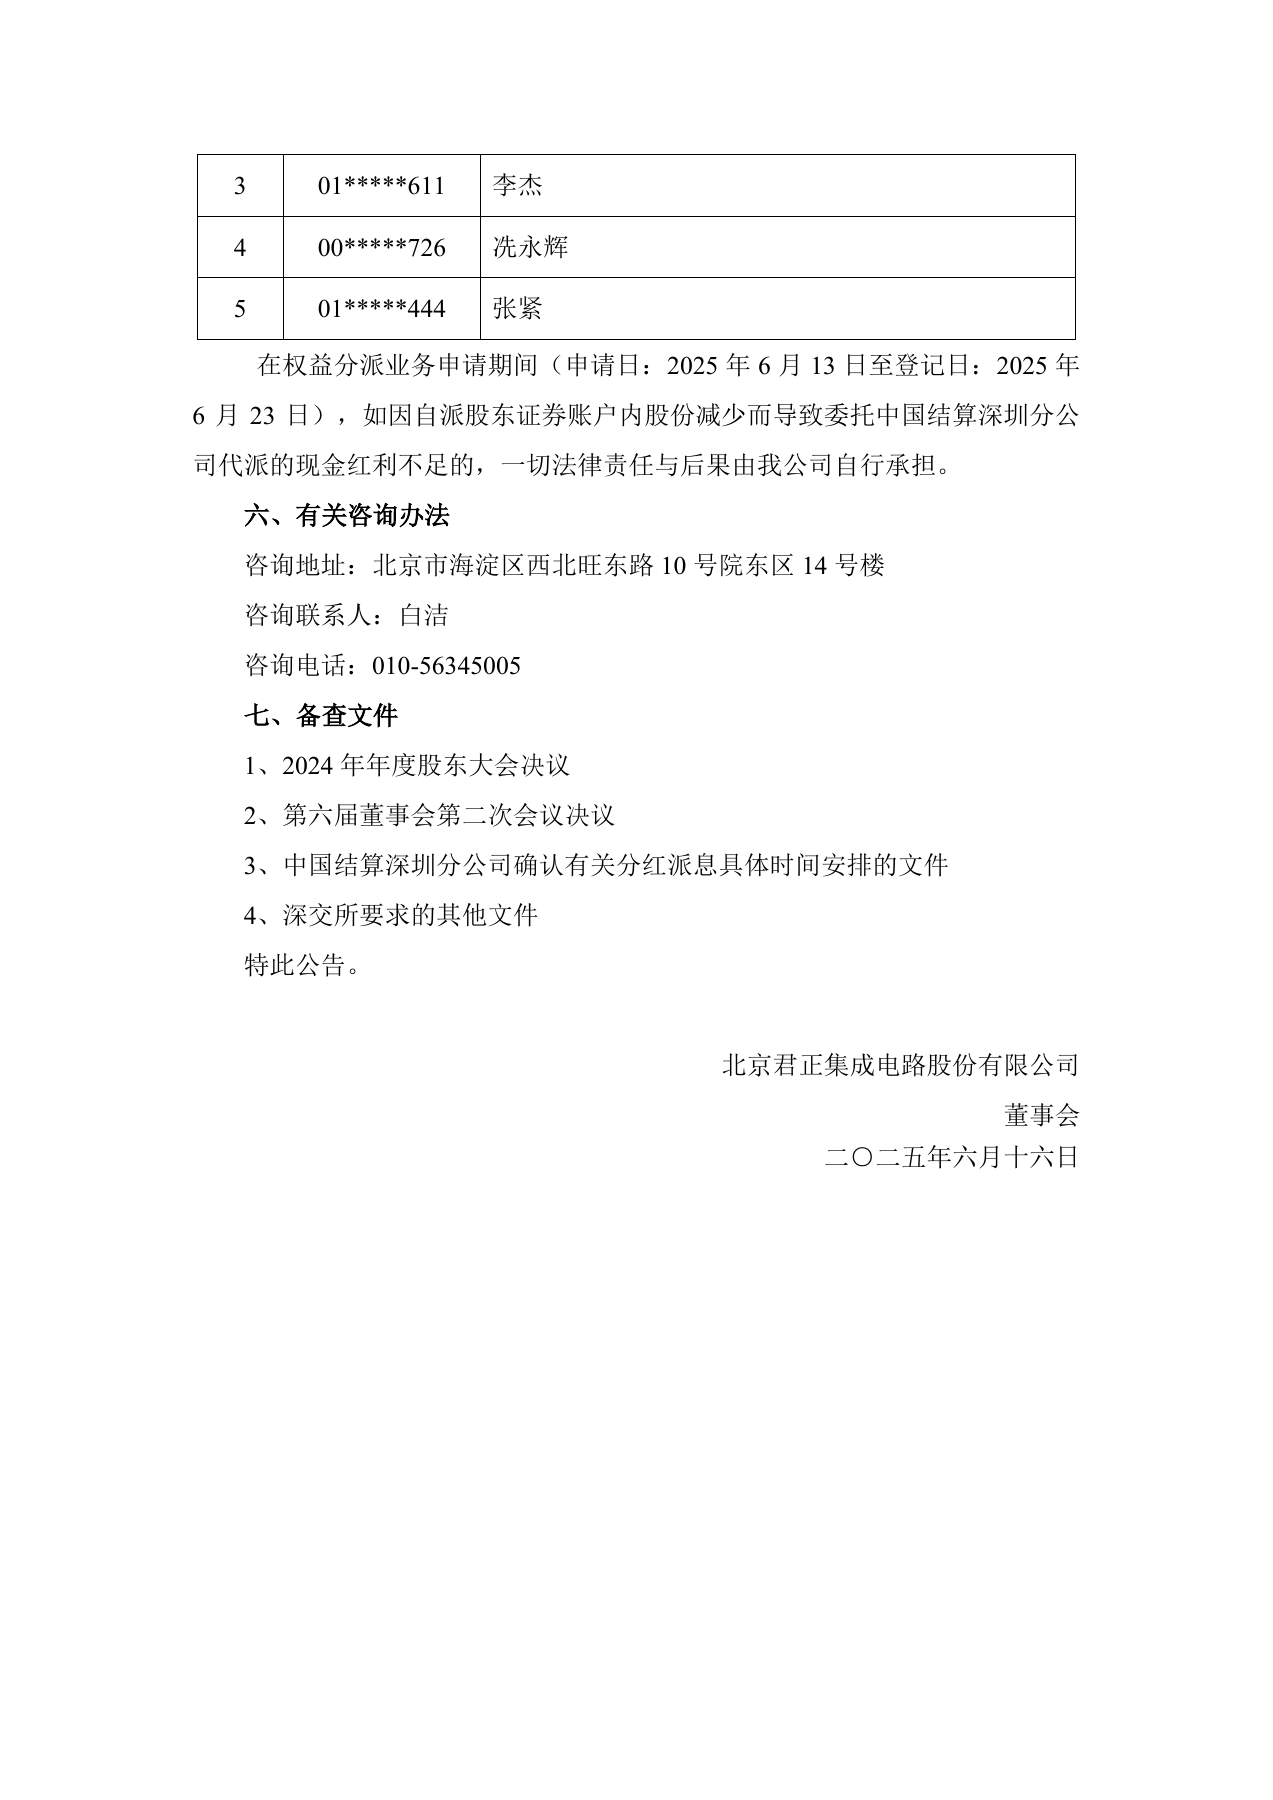 3 01*****611 李杰
4 00*****726 冼永辉
5 01*****444 张紧
在权益分派业务申请期间（申请日：2025 年 6 月 13 日至登记日：2025 年
6 月 23 日），如因自派股东证券账户内股份减少而导致委托中国结算深圳分公
司代派的现金红利不足的，一切法律责任与后果由我公司自行承担。
六、有关咨询办法
咨询地址：北京市海淀区西北旺东路 10 号院东区 14 号楼
咨询联系人：白洁
咨询电话：010-56345005
七、备查文件
1、2024 年年度股东大会决议
2、第六届董事会第二次会议决议
3、中国结算深圳分公司确认有关分红派息具体时间安排的文件
4、深交所要求的其他文件
特此公告。
北京君正集成电路股份有限公司
董事会
二〇二五年六月十六日